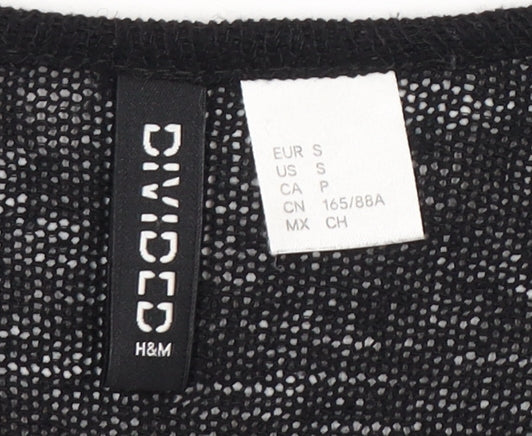 DIVIDED
H&M
EUR S
US S
CA P
CN 165/88A
MX CH